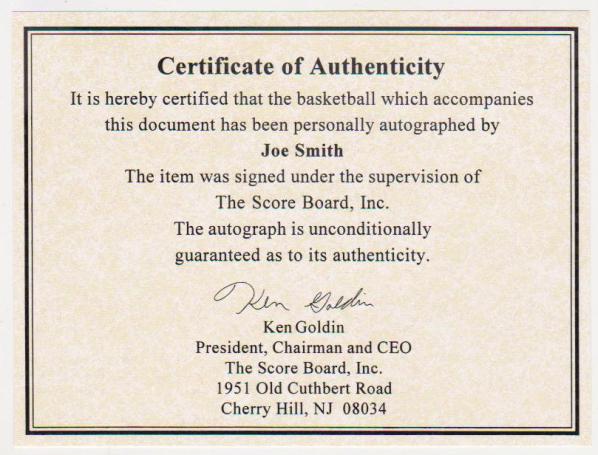 Certificate of Authenticity
It is hereby certified that the basketball which accompanies
this document has been personally autographed by
Joe Smith
The item was signed under the supervision of
The Score Board, Inc.
The autograph is unconditionally
guaranteed as to its authenticity.
Ken Goldin
Ken Goldin
President, Chairman and CEO
The Score Board, Inc.
1951 Old Cuthbert Road
Cherry Hill, NJ 08034